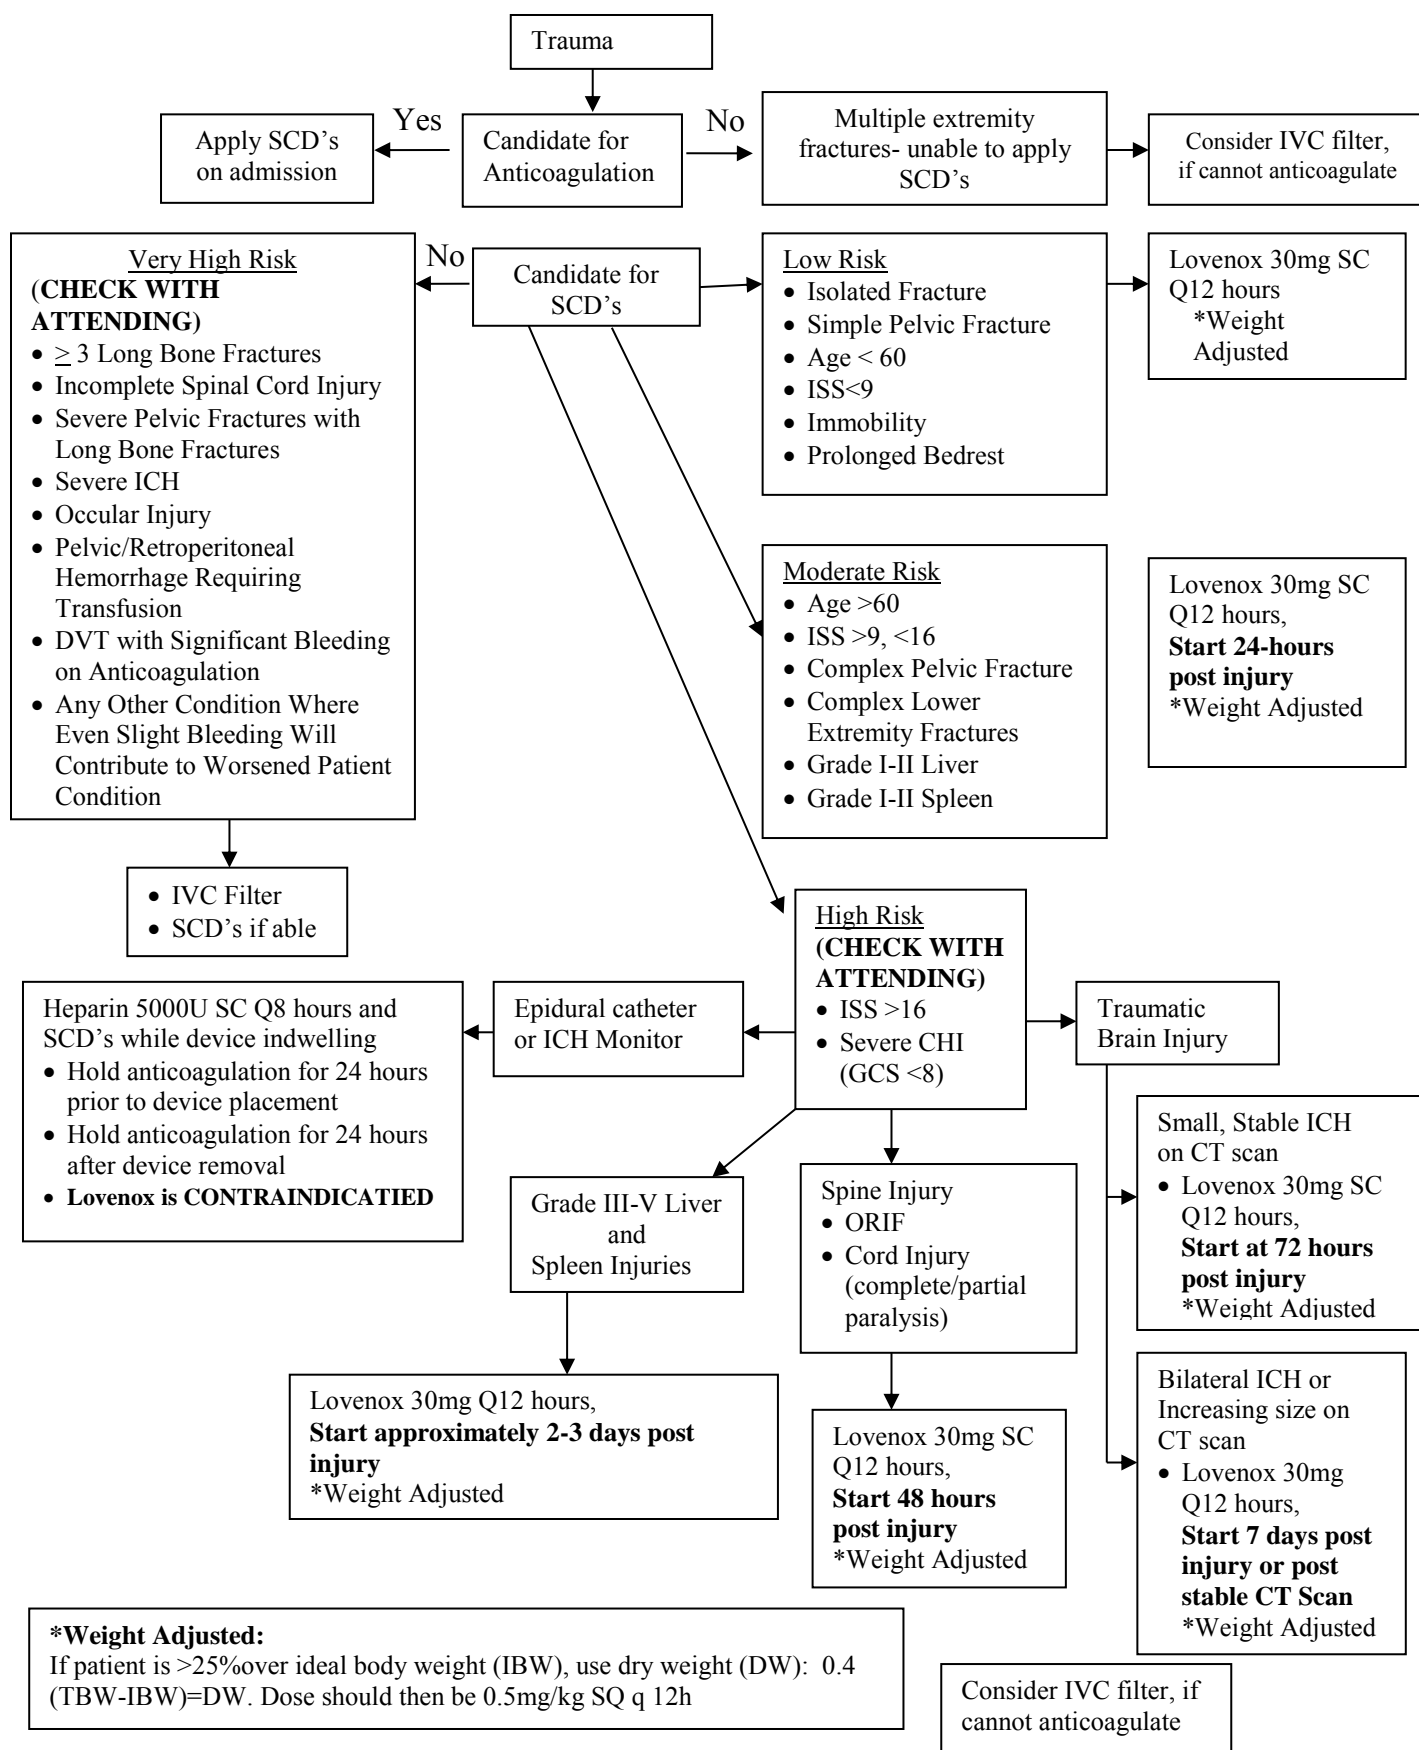 Trauma
Yes
No
Apply SCD's
on admission
Candidate for
Anticoagulation
Multiple extremity
fractures- unable to apply
SCD's
Consider IVC filter,
if cannot anticoagulate
Very High Risk
(CHECK WITH
ATTENDING)
• > 3 Long Bone Fractures
• Incomplete Spinal Cord Injury
• Severe Pelvic Fractures with
Long Bone Fractures
• Severe ICH
• Occular Injury
• Pelvic/Retroperitoneal
Hemorrhage Requiring
Transfusion
• DVT with Significant Bleeding
on Anticoagulation
• Any Other Condition Where
Even Slight Bleeding Will
Contribute to Worsened Patient
Condition
No
Candidate for
SCD's
Low Risk
• Isolated Fracture
• Simple Pelvic Fracture
• Age < 60
• ISS<9
• Immobility
• Prolonged Bedrest
Lovenox 30mg SC
Q12 hours
*Weight
Adjusted
Moderate Risk
• Age >60
• ISS >9, <16
• Complex Pelvic Fracture
• Complex Lower
Extremity Fractures
• Grade I-II Liver
• Grade I-II Spleen
Lovenox 30mg SC
Q12 hours,
Start 24-hours
post injury
*Weight Adjusted
• IVC Filter
• SCD's if able
High Risk
(CHECK WITH
ATTENDING)
• ISS >16
• Severe CHI
(GCS <8)
Heparin 5000U SC Q8 hours and
SCD's while device indwelling
• Hold anticoagulation for 24 hours
prior to device placement
• Hold anticoagulation for 24 hours
after device removal
• Lovenox is CONTRAINDICATIED
Epidural catheter
or ICH Monitor
Traumatic
Brain Injury
Grade III-V Liver
and
Spleen Injuries
Spine Injury
• ORIF
• Cord Injury
(complete/partial
paralysis)
Small, Stable ICH
on CT scan
• Lovenox 30mg SC
Q12 hours,
Start at 72 hours
post injury
*Weight Adjusted
Lovenox 30mg Q12 hours,
Start approximately 2-3 days post
injury
*Weight Adjusted
Lovenox 30mg SC
Q12 hours,
Start 48 hours
post injury
*Weight Adjusted
Bilateral ICH or
Increasing size on
CT scan
• Lovenox 30mg
Q12 hours,
Start 7 days post
injury or post
stable CT Scan
*Weight Adjusted
*Weight Adjusted:
If patient is >25%over ideal body weight (IBW), use dry weight (DW): 0.4
(TBW-IBW)=DW. Dose should then be 0.5mg/kg SQ q 12h
Consider IVC filter, if
cannot anticoagulate